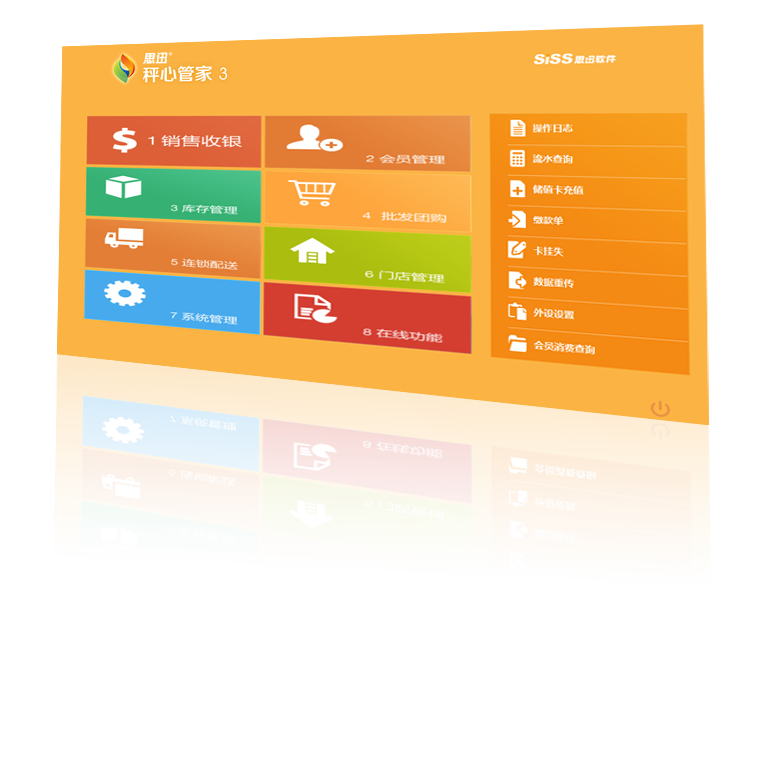 思迅®
秤心管家 3
SiSS思迅软件
1 销售收银
2 会员管理
3 库存管理
4 批发团购
5 连锁配送
6 门店管理
7 系统管理
8 在线功能
操作日志
流水查询
储值卡充值
缴款单
卡挂失
数据重传
外设设置
会员消费查询